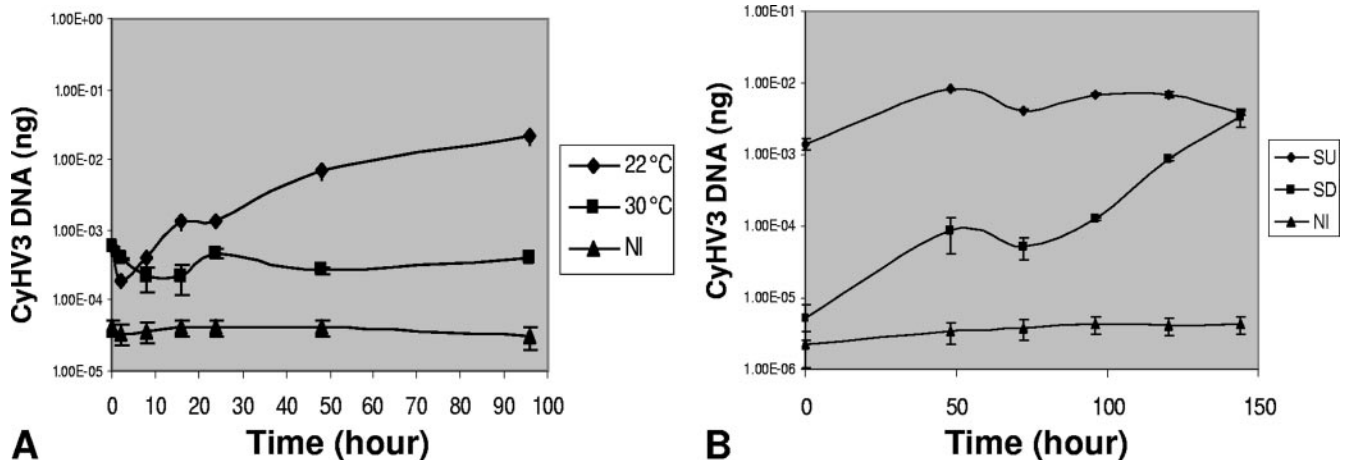 1.00E+00
1.00E-01
1.00E-02
1.00E-03
1.00E-04
1.00E-05
CyHV3 DNA (ng)
0 10 20 30 40 50 60 70 80 90 100
Time (hour)
A
22°C
30°C
NI
1.00E-01
1.00E-02
1.00E-03
1.00E-04
1.00E-05
1.00E-06
CyHV3 DNA (ng)
0 50 100 150
Time (hour)
B
SU
SD
NI